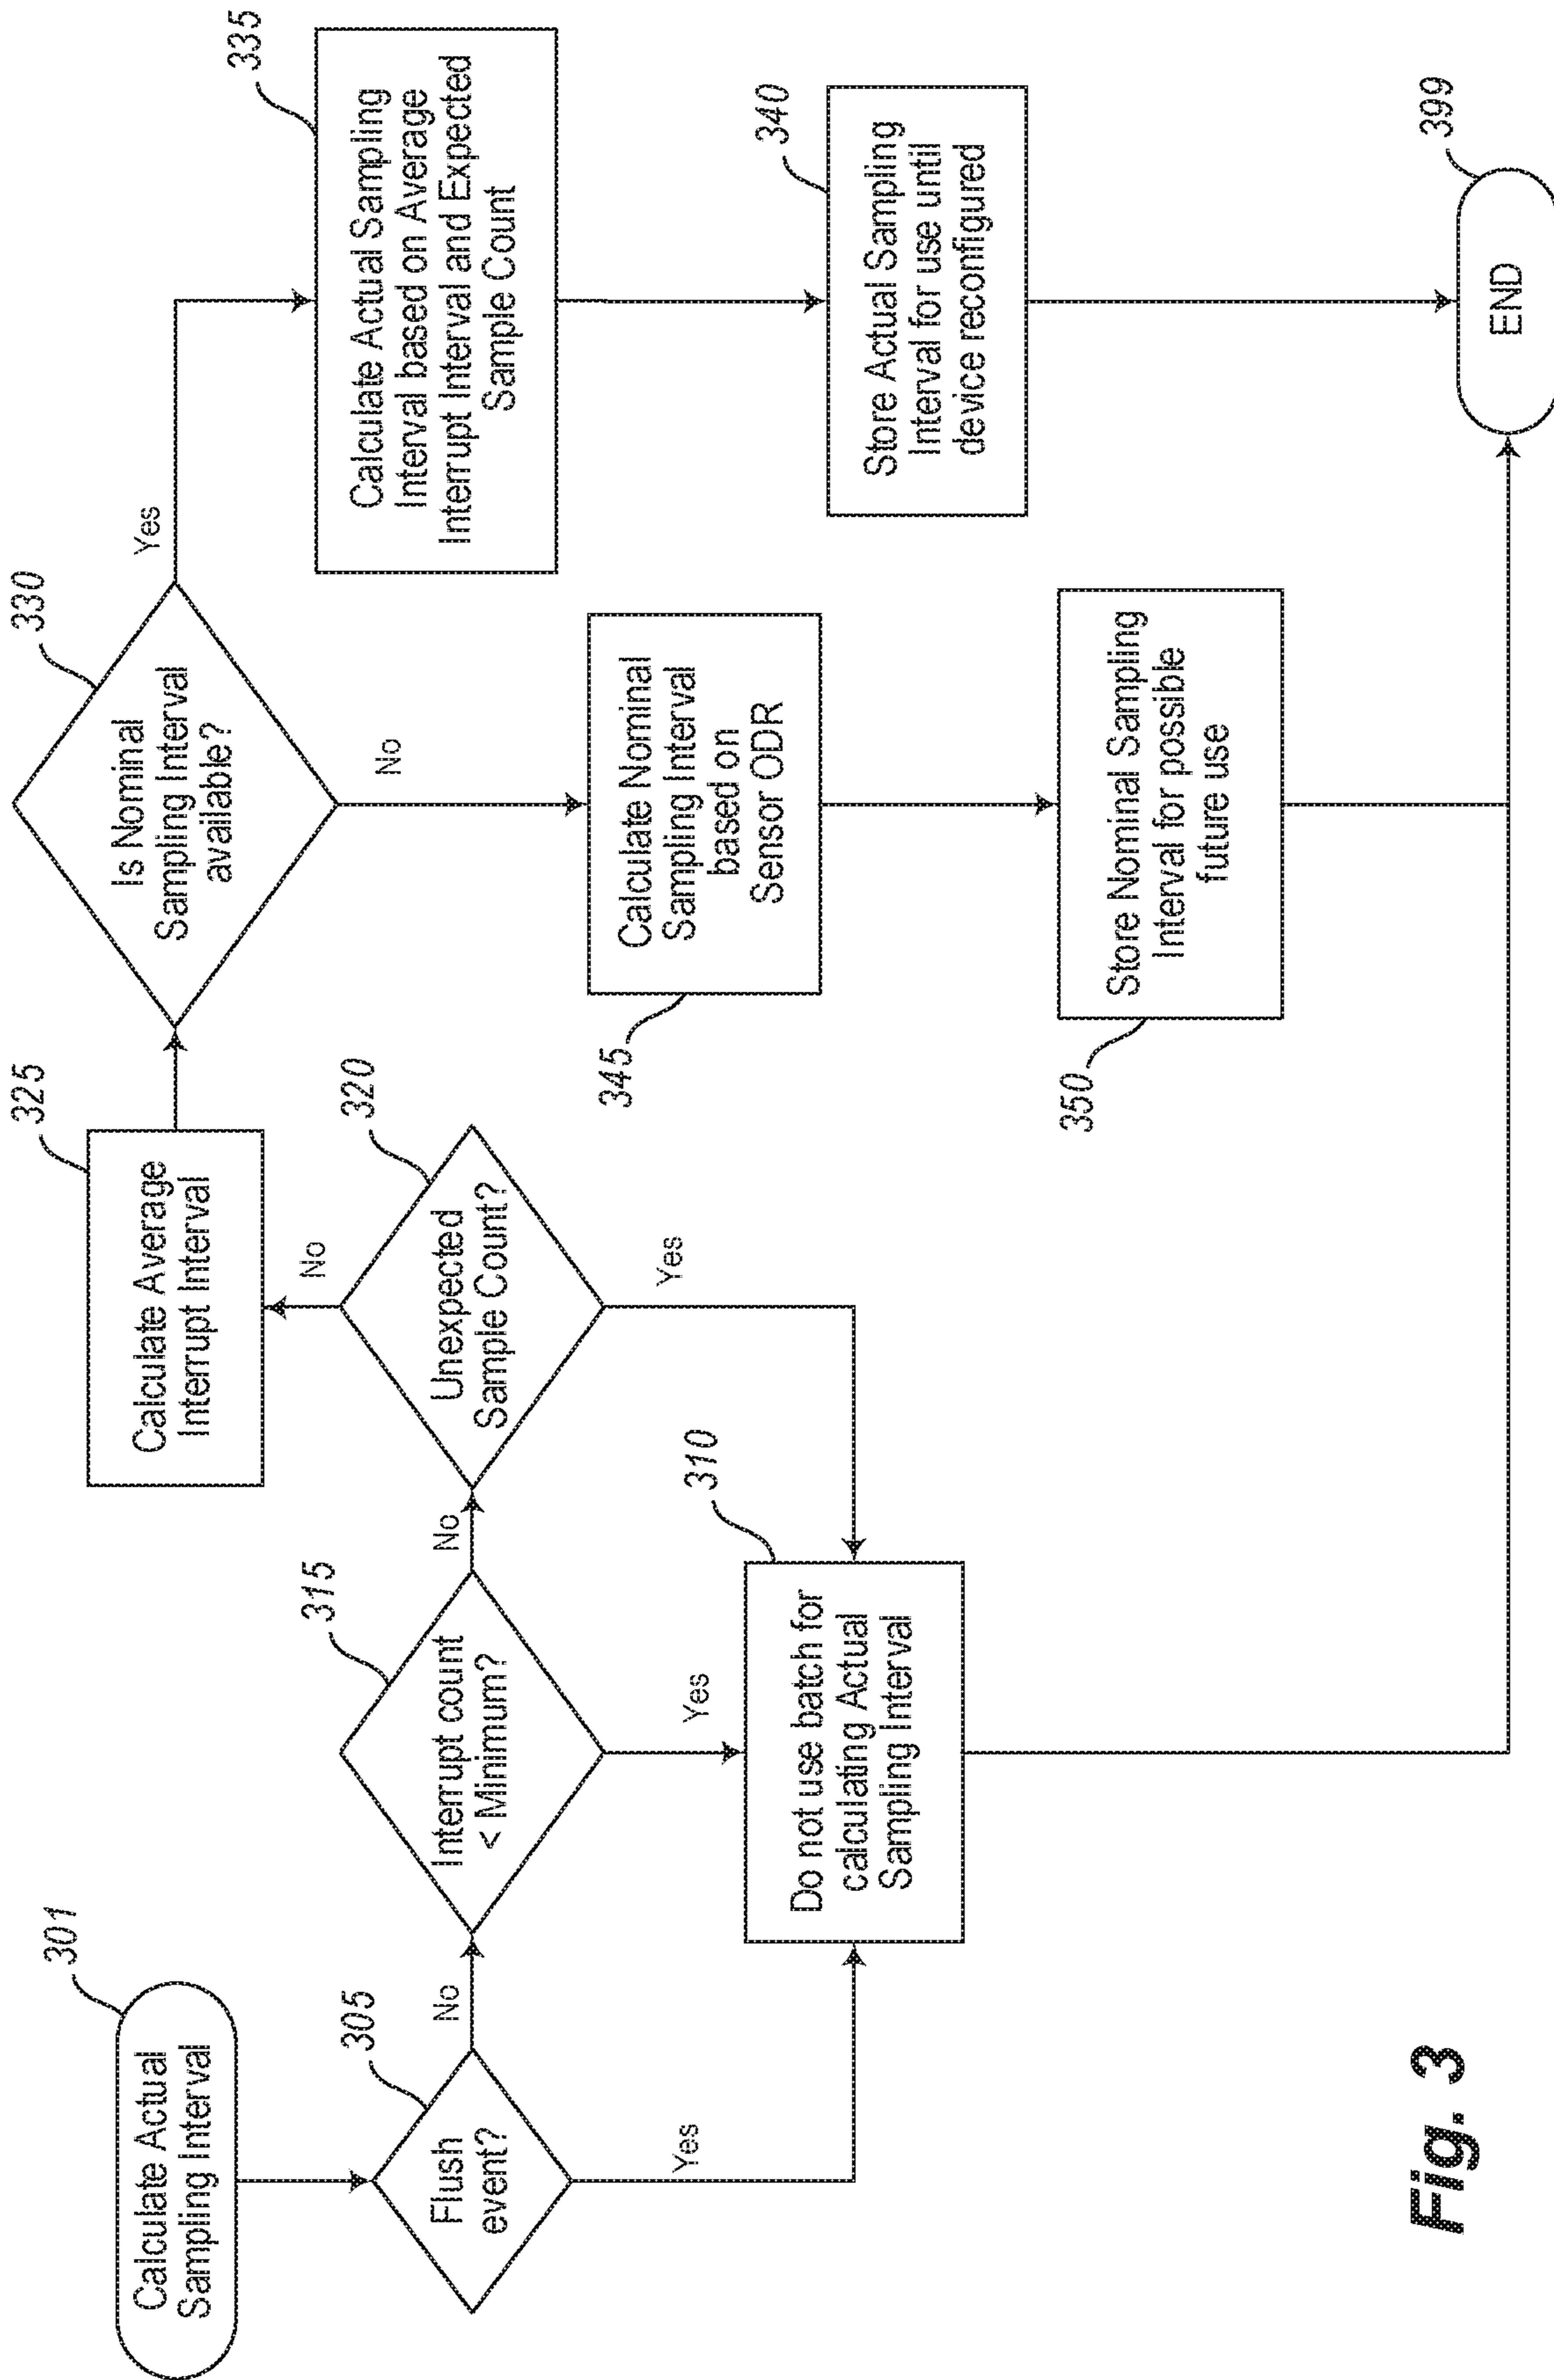 301
Calculate Actual
Sampling Interval
305
Flush
event?
No
Yes
315
Interrupt count
< Minimum?
No
Yes
310
Do not use batch for
calculating Actual
Sampling Interval
320
Unexpected
Sample Count?
No
Yes
325
Calculate Average
Interrupt Interval
330
Is Nominal
Sampling Interval
available?
Yes
No
335
Calculate Actual Sampling
Interval based on Average
Interrupt Interval and Expected
Sample Count
340
Store Actual Sampling
Interval for use until
device reconfigured
345
Calculate Nominal
Sampling Interval
based on
Sensor ODR
350
Store Nominal Sampling
Interval for possible
future use
399
END
Fig. 3